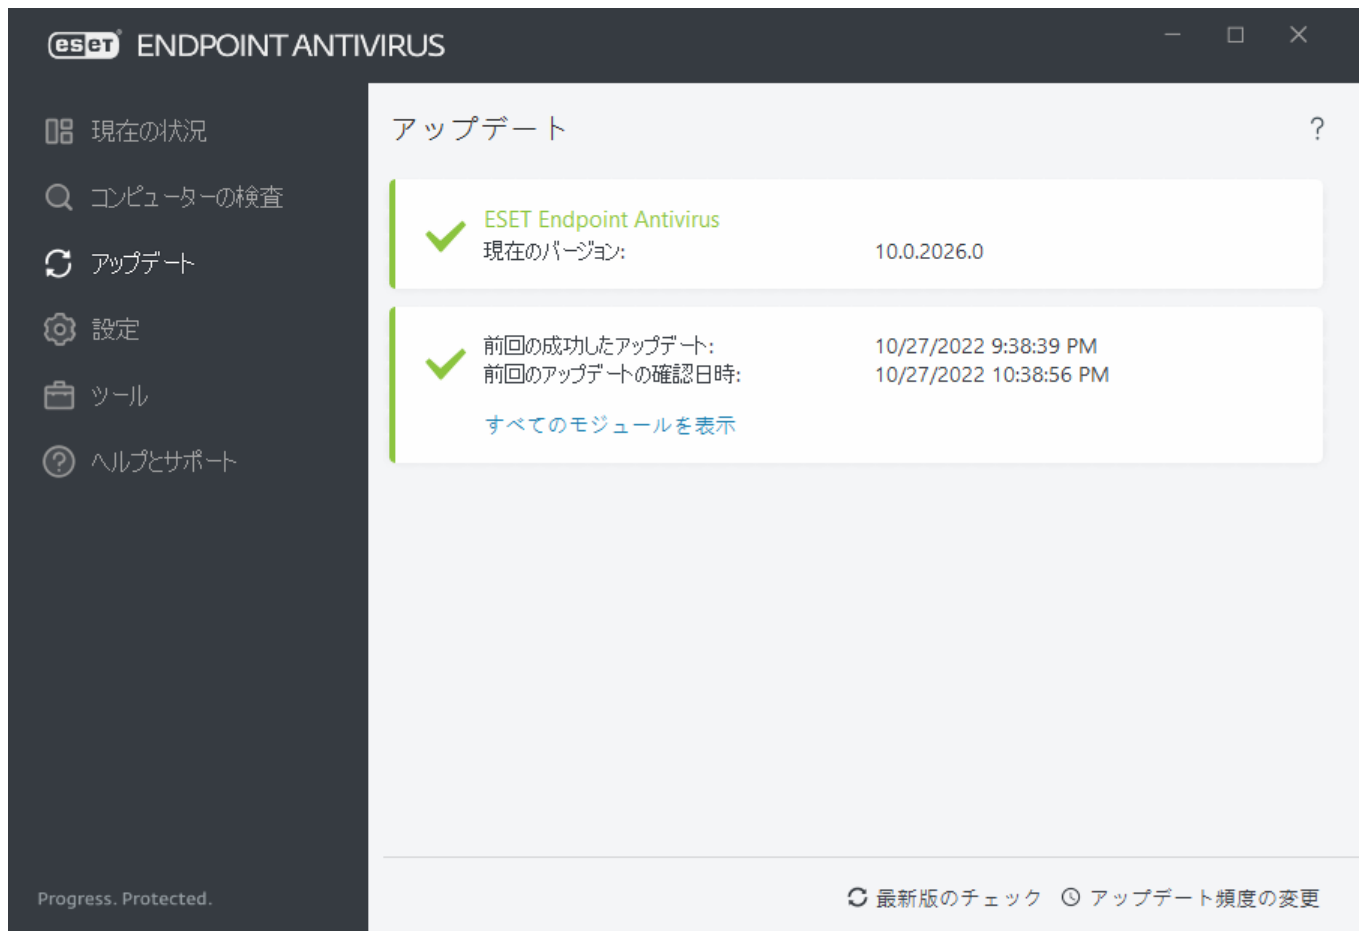 eset ENDPOINT ANTIVIRUS
現在の状況
コンピューターの検査
アップデート
設定
ツール
ヘルプとサポート
Progress. Protected.
アップデート ?
ESET Endpoint Antivirus
現在のバージョン: 10.0.2026.0
前回の成功したアップデート: 10/27/2022 9:38:39 PM
前回のアップデートの確認日時: 10/27/2022 10:38:56 PM
すべてのモジュールを表示
最新版のチェック アップデート頻度の変更